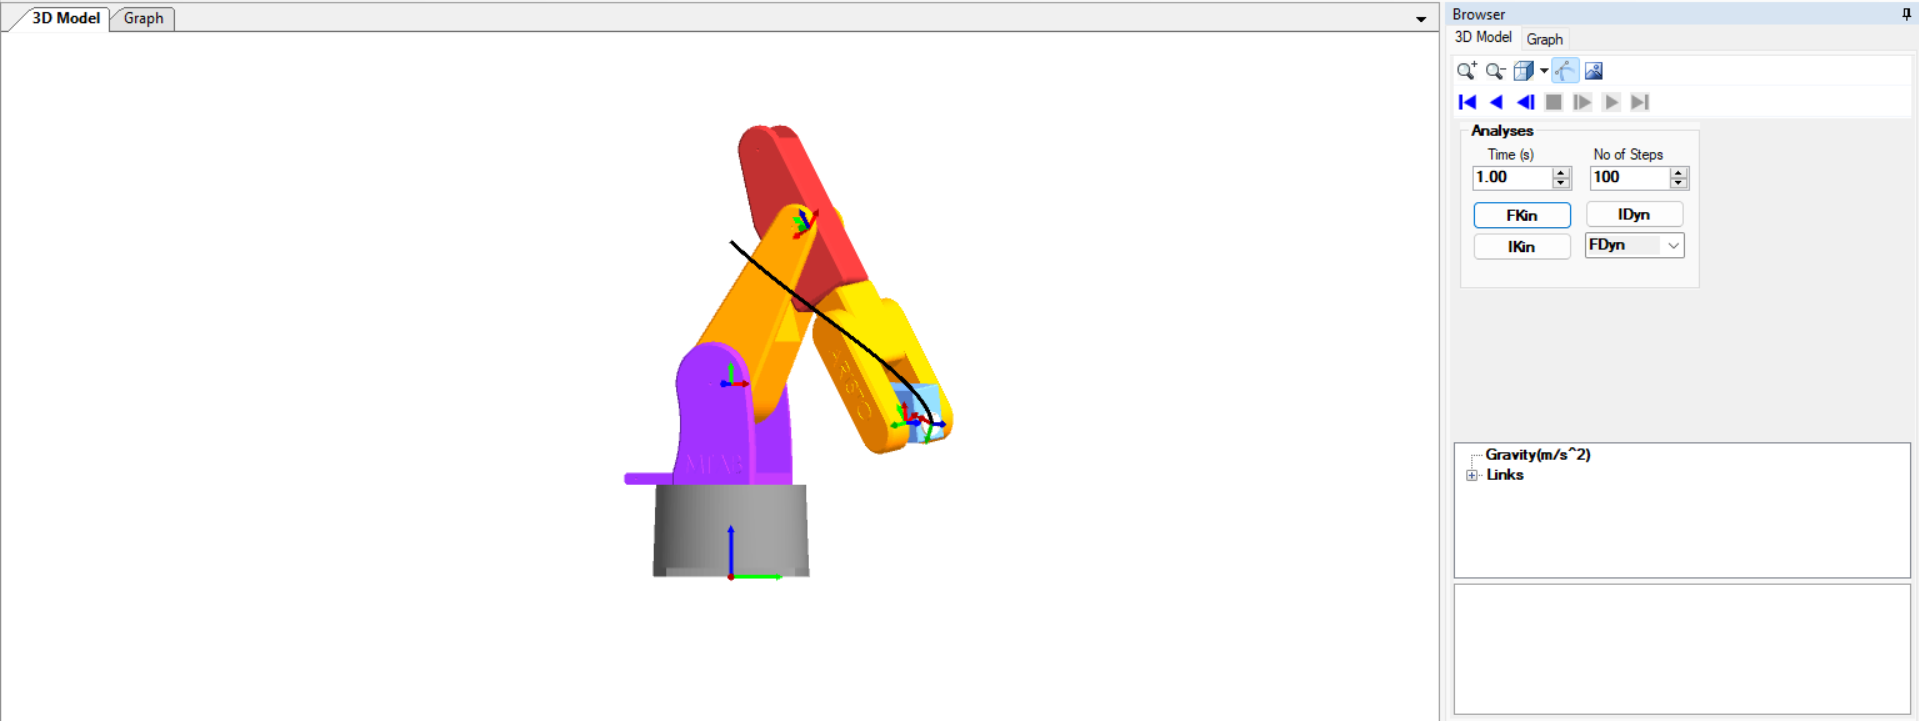 3D Model
Graph
Browser
3D Model
Graph
Analyses
Time (s)
No of Steps
1.00
100
FKin
IDyn
IKin
FDyn
Gravity(m/s^2)
Links